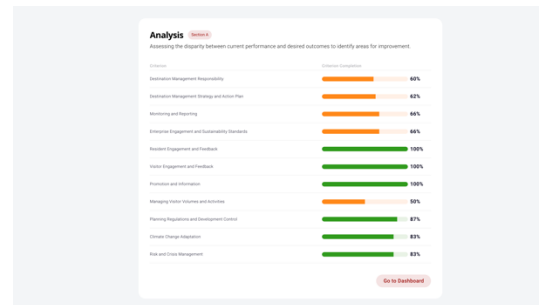 Analysis Section A
Assessing the disparity between current performance and desired outcomes to identify areas for improvement
Criterion Criterion Completion
Destination Management Responsibility 60%
Destination Management Strategy and Action Plan 62%
Monitoring and Reporting 66%
Enterprise Engagement and Sustainability Standards 66%
Resident Engagement and Feedback 100%
Visitor Engagement and Feedback 100%
Promotion and Information 100%
Managing Visitor Volumes and Activities 50%
Planning Regulations and Development Control 87%
Climate Change Adaptation 83%
Risk and Crisis Management 83%
Go to Dashboard